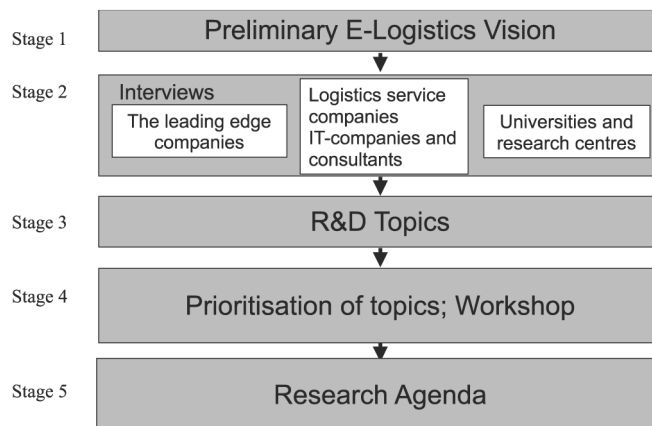 Stage 1
Preliminary E-Logistics Vision
Stage 2
Interviews
The leading edge
companies
Logistics service
companies
IT-companies and
consultants
Universities and
research centres
Stage 3
R&D Topics
Stage 4
Prioritisation of topics; Workshop
Stage 5
Research Agenda